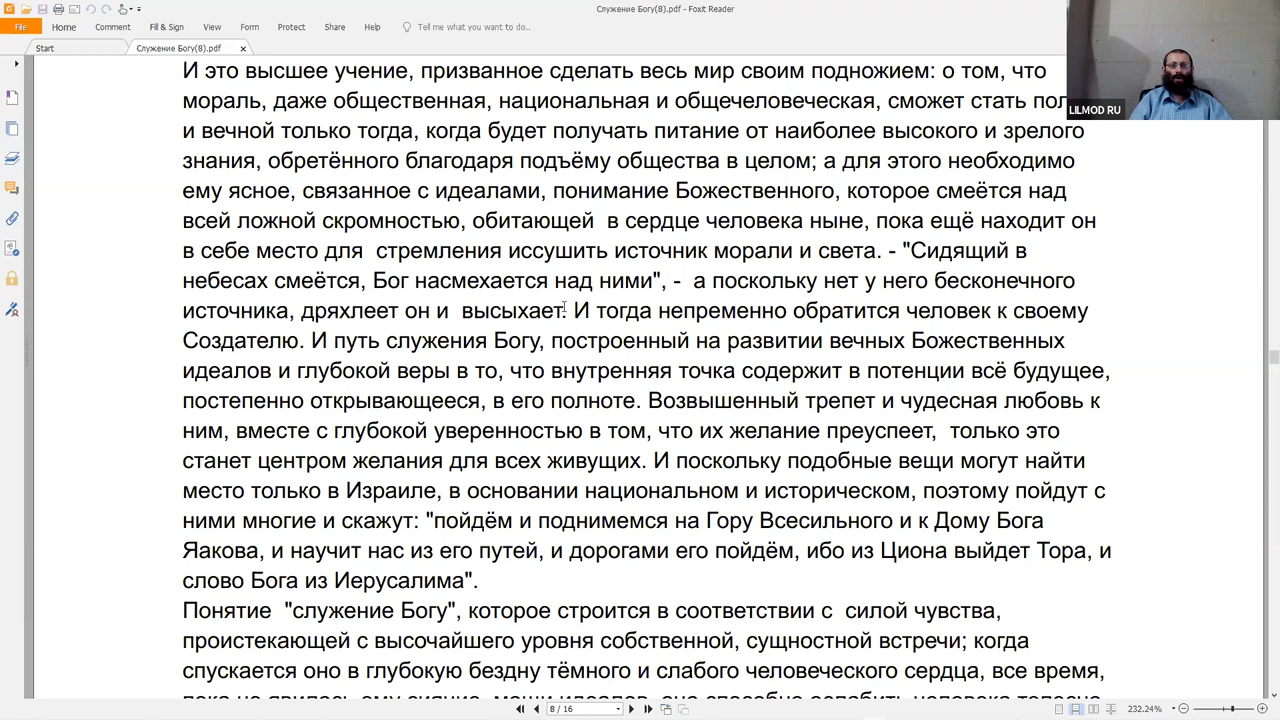 Служение Богу(8).pdf - Foxit Reader
File Home Comment Fill & Sign View Form Protect Share Help Tell me what you want to do..
Start Служение Богу(8).pdf
LILMOD RU
И это высшее учение, призванное сделать весь мир своим подножием: о том, что
мораль, даже общественная, национальная и общечеловеческая, сможет стать
и вечной только тогда, когда будет получать питание от наиболее высокого и зрелого
знания, обретённого благодаря подъёму общества в целом; а для этого необходимо
ему ясное, связанное с идеалами, понимание Божественного, которое смеётся над
всей ложной скромностью, обитающей в сердце человека ныне, пока ещё находит он
в себе место для стремления иссушить источник морали и света. - "Сидящий в
небесах смеётся, Бог насмехается над ними", - а поскольку нет у него бесконечного
источника, дряхлеет он и высыхает. И тогда непременно обратится человек к своему
Создателю. И путь служения Богу, построенный на развитии вечных Божественных
идеалов и глубокой веры в то, что внутренняя точка содержит в потенции всё будущее,
постепенно открывающееся, в его полноте. Возвышенный трепет и чудесная любовь к
ним, вместе с глубокой уверенностью в том, что их желание преуспеет, только это
станет центром желания для всех живущих. И поскольку подобные вещи могут найти
место только в Израиле, в основании национальном и историческом, поэтому пойдут с
ними многие и скажут: "пойдём и поднимемся на Гору Всесильного и к Дому Бога
Яакова, и научит нас из его путей, и дорогами его пойдём, ибо из Циона выйдет Тора, и
слово Бога из Иерусалима".
Понятие "служение Богу", которое строится в соответствии с силой чувства,
проистекающей с высочайшего уровня собственной, сущностной встречи; когда
спускается оно в глубокую бездну тёмного и слабого человеческого сердца, все время,
8 / 16
232.24%